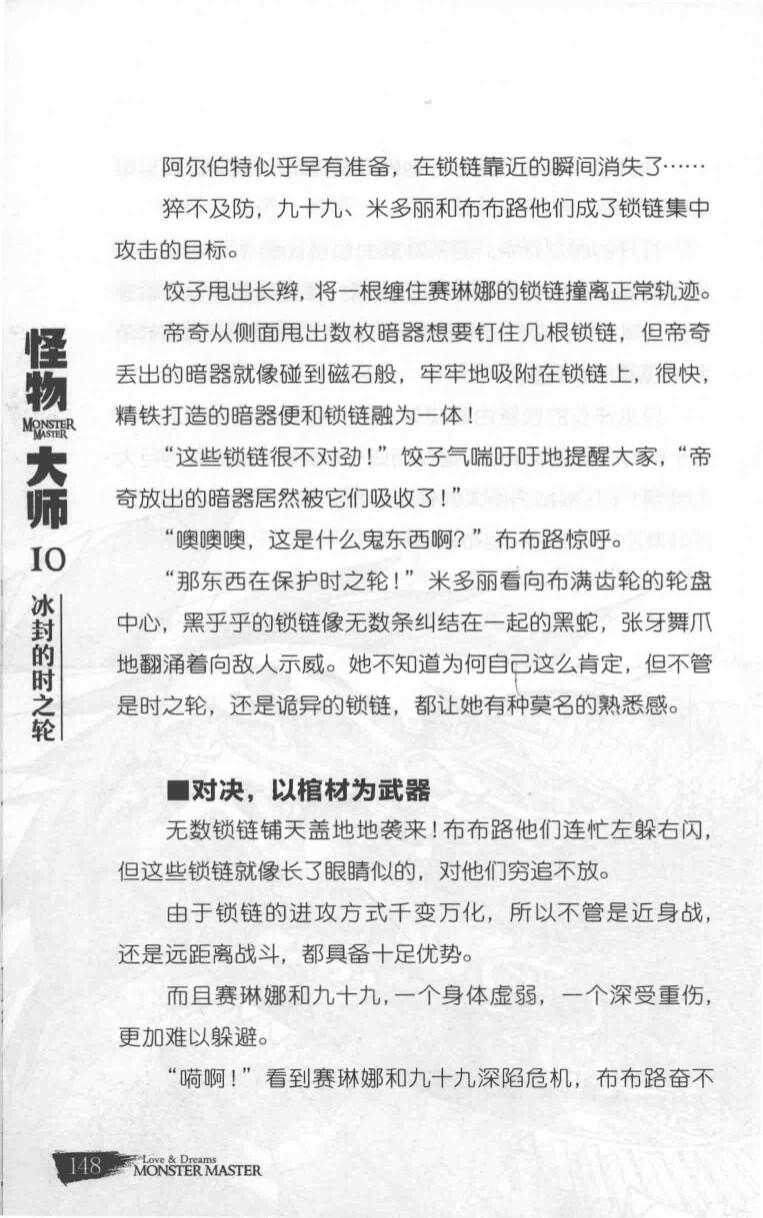 阿尔伯特似乎早有准备，在锁链靠近的瞬间消失了……
猝不及防，九十九、米多丽和布布路他们成了锁链集中
攻击的目标。
饺子甩出长辫，将一根缠住赛琳娜的锁链撞离正常轨迹。
帝奇从侧面甩出数枚暗器想要钉住几根锁链，但帝奇
丢出的暗器就像碰到磁石般，牢牢地吸附在锁链上，很快，
精铁打造的暗器便和锁链融为一体！
“这些锁链很不对劲！”饺子气喘吁吁地提醒大家，“帝
奇放出的暗器居然被它们吸收了！”
“噢噢噢，这是什么鬼东西啊？”布布路惊呼。
“那东西在保护时之轮！”米多丽看向布满齿轮的轮盘
中心，黑乎乎的锁链像无数条纠结在一起的黑蛇，张牙舞爪
地翻涌着向敌人示威。她不知道为何自己这么肯定，但不管
是时之轮，还是诡异的锁链，都让她有种莫名的熟悉感。
■对决，以棺材为武器
无数锁链铺天盖地地袭来！布布路他们连忙左躲右闪，
但这些锁链就像长了眼睛似的，对他们穷追不放。
由于锁链的进攻方式千变万化，所以不管是近身战，
还是远距离战斗，都具备十足优势。
而且赛琳娜和九十九，一个身体虚弱，一个深受重伤，
更加难以躲避。
“嗬啊！”看到赛琳娜和九十九深陷危机，布布路奋不
怪物
MONSTER
MASTER
大师
10
冰封的时之轮
148
Love & Dreams
MONSTER MASTER